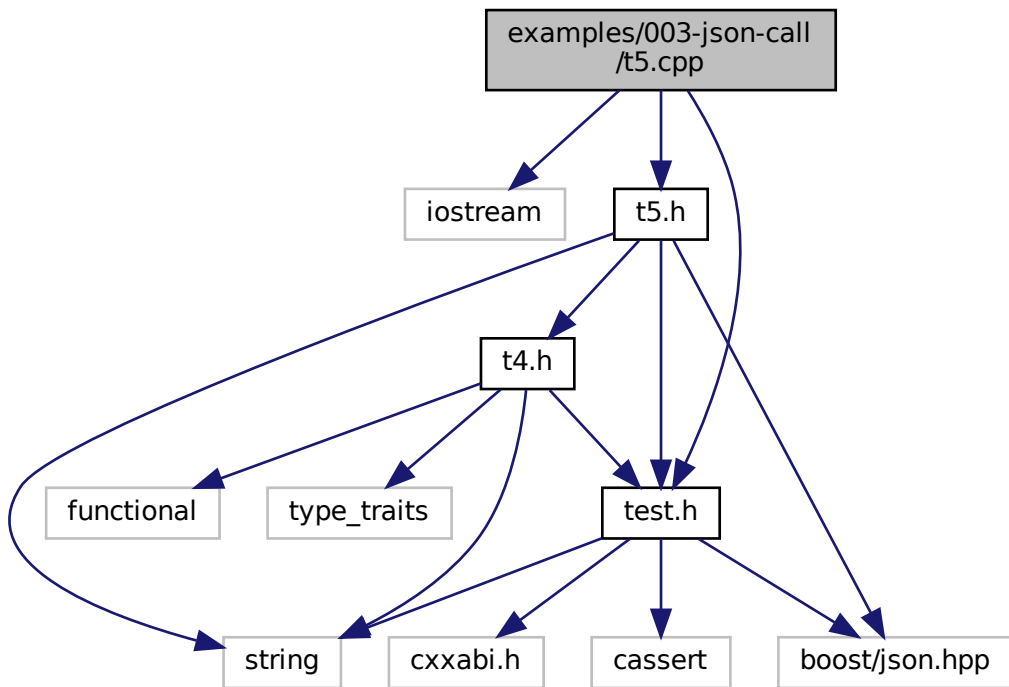 examples/003-json-call
/t5.cpp
iostream
t5.h
t4.h
functional
type_traits
test.h
string
cxxabi.h
cassert
boost/json.hpp